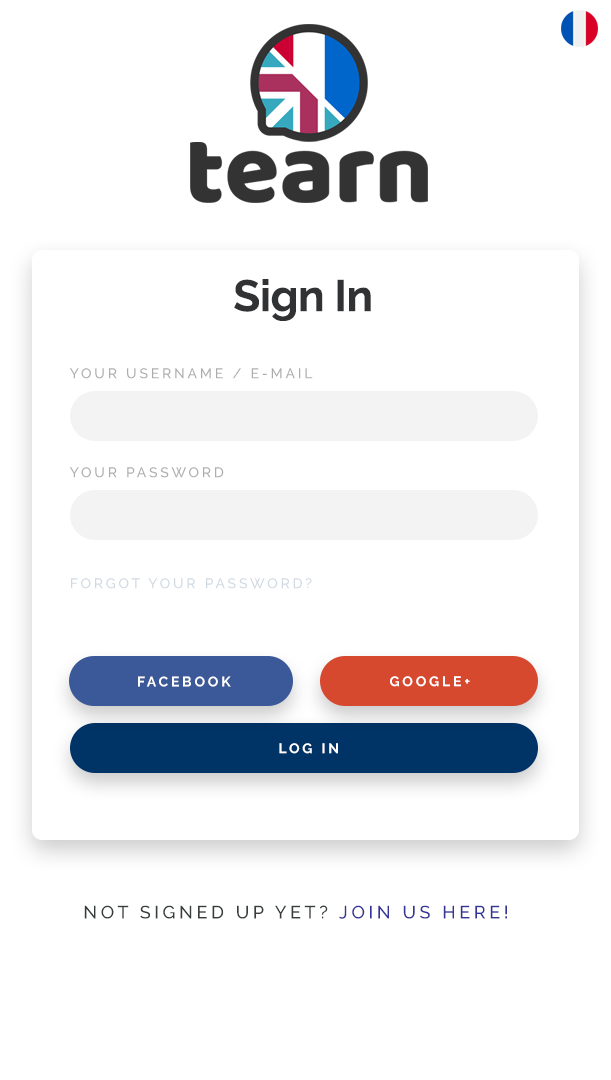 tearn
Sign In
YOUR USERNAME / E-MAIL
YOUR PASSWORD
FORGOT YOUR PASSWORD?
FACEBOOK GOOGLE+
LOG IN
NOT SIGNED UP YET? JOIN US HERE!